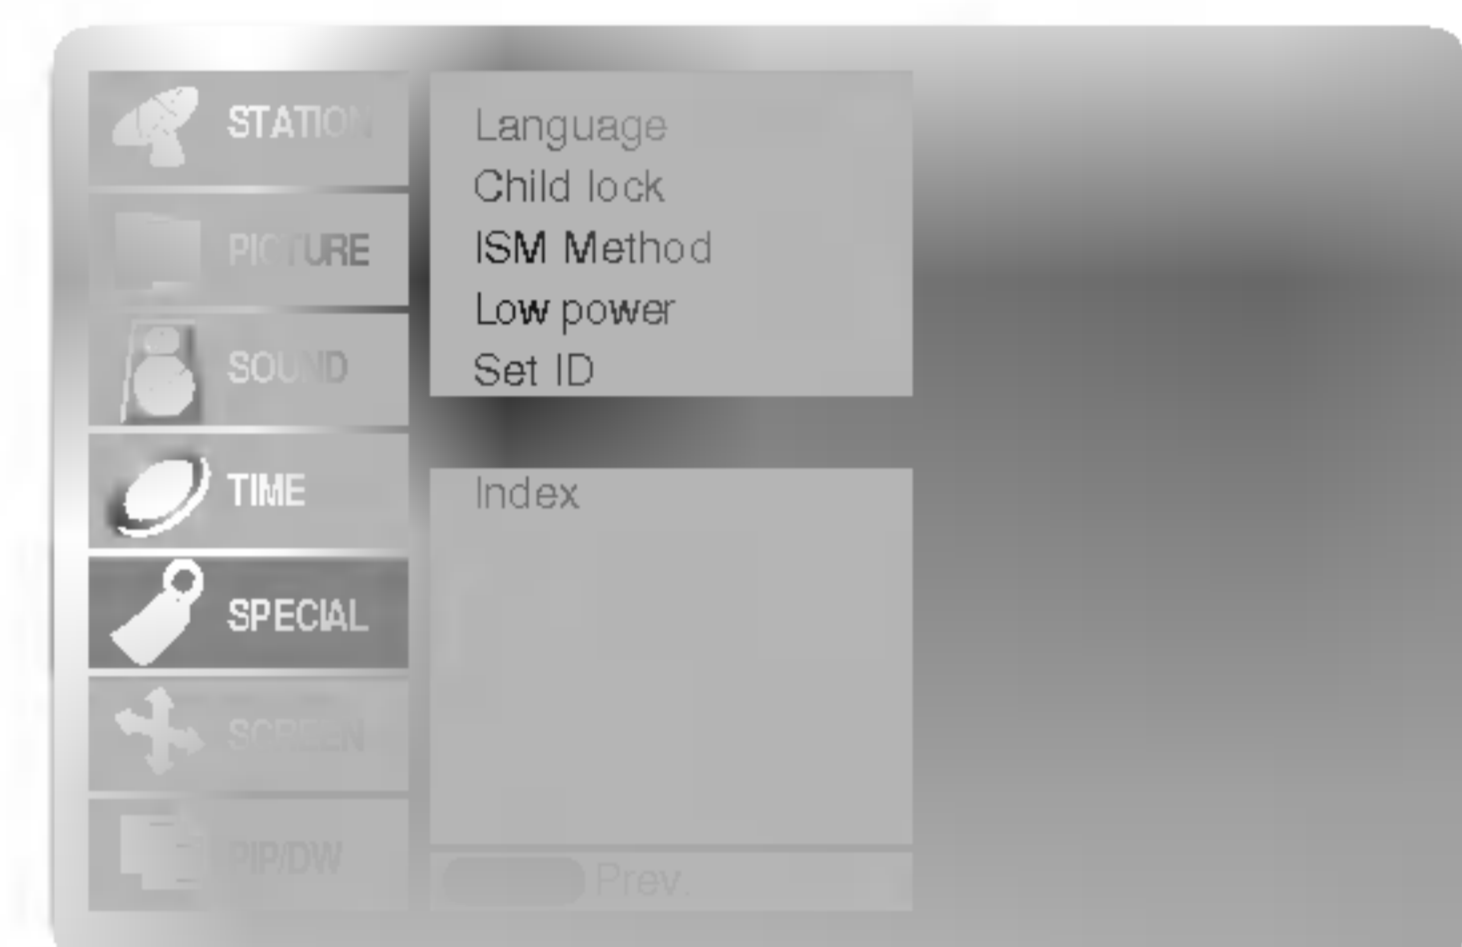 STATION
PICTURE
SOUND
TIME
SPECIAL
SCREEN
PIP/DW
Language
Child lock
ISM Method
Low power
Set ID
Index
Prev.